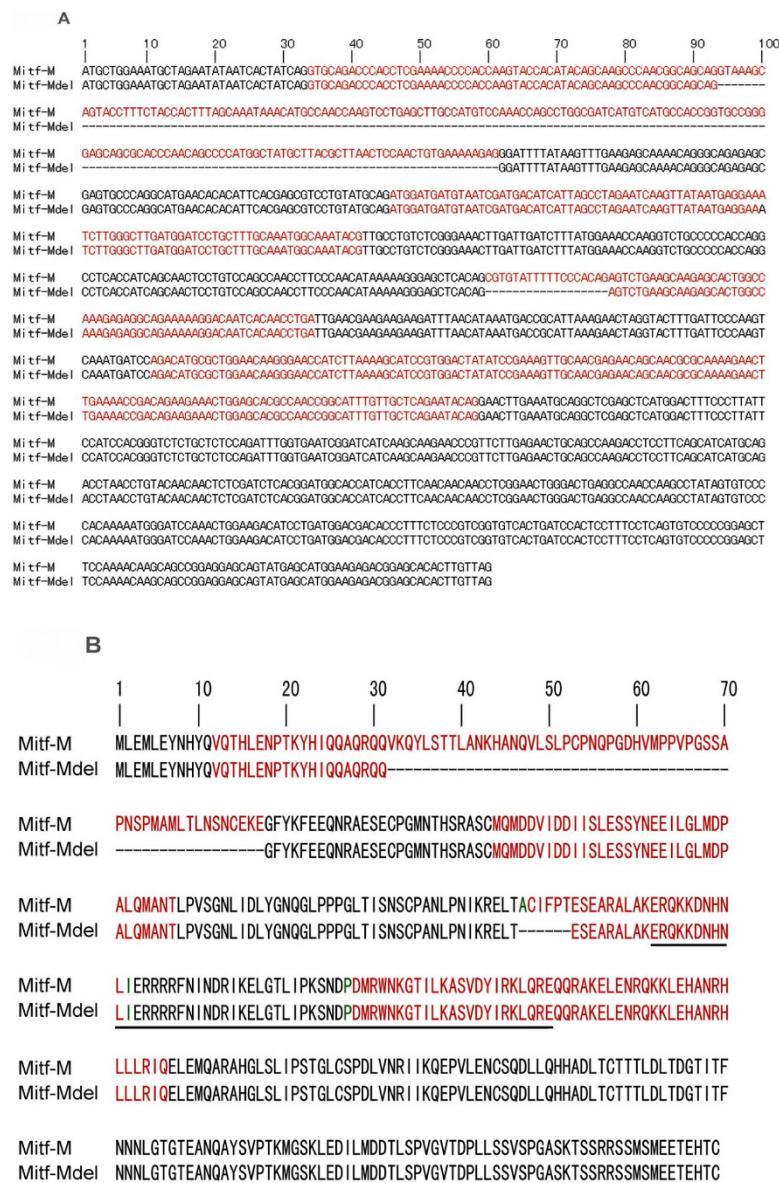 A
1 10 20 30 40 50 60 70 80 90 100
Mitf-M ATGCTGGAAATGCTAGAATATAATCACTATCAGGTGCAGACCCACCTCGAAAACCCCACCAAGTACCACATACAGCAAGCCCAACGGCAGCAGGTAAAGC
Mitf-Mdel ATGCTGGAAATGCTAGAATATAATCACTATCAGGTGCAGACCCACCTCGAAAACCCCACCAAGTACCACATACAGCAAGCCCAACGGCAGCAG-------
Mitf-M AGTACCTTTCTACCACTTTAGCAAATAAACATGCCAACCAAGTCCTGAGCTTGCCATGTCCAAACCAGCCTGGCGATCATGTCATGCCACCGGTGCCGGG
Mitf-Mdel ----------------------------------------------------------------------------------------------------
Mitf-M GAGCAGCGCACCCAACAGCCCCATGGCTATGCTTACGCTTAACTCCAACTGTGAAAAAGAGGGATTTTATAAGTTTGAAGAGCAAAACAGGGCAGAGAGC
Mitf-Mdel -------------------------------------------------------------GGATTTTATAAGTTTGAAGAGCAAAACAGGGCAGAGAGC
Mitf-M GAGTGCCCAGGCATGAACACACATTCACGAGCGTCCTGTATGCAGATGGATGATGTAATCGATGACATCATTAGCCTAGAATCAAGTTATAATGAGGAAA
Mitf-Mdel GAGTGCCCAGGCATGAACACACATTCACGAGCGTCCTGTATGCAGATGGATGATGTAATCGATGACATCATTAGCCTAGAATCAAGTTATAATGAGGAAA
Mitf-M TCTTGGGCTTGATGGATCCTGCTTTGCAAATGGCAAATACGTTGCCTGTCTCGGGAAACTTGATTGATCTTTATGGAAACCAAGGTCTGCCCCCACCAGG
Mitf-Mdel TCTTGGGCTTGATGGATCCTGCTTTGCAAATGGCAAATACGTTGCCTGTCTCGGGAAACTTGATTGATCTTTATGGAAACCAAGGTCTGCCCCCACCAGG
Mitf-M CCTCACCATCAGCAACTCCTGTCCAGCCAACCTTCCCAACATAAAAAGGGAGCTCACAGCGTGTATTTTTCCCACAGAGTCTGAAGCAAGAGCACTGGCC
Mitf-Mdel CCTCACCATCAGCAACTCCTGTCCAGCCAACCTTCCCAACATAAAAAGGGAGCTCACAG------------------AGTCTGAAGCAAGAGCACTGGCC
Mitf-M AAAGAGAGGCAGAAAAAGGACAATCACAACCTGATTGAACGAAGAAGAAGATTTAACATAAATGACCGCATTAAAGAACTAGGTACTTTGATTCCCAAGT
Mitf-Mdel AAAGAGAGGCAGAAAAAGGACAATCACAACCTGATTGAACGAAGAAGAAGATTTAACATAAATGACCGCATTAAAGAACTAGGTACTTTGATTCCCAAGT
Mitf-M CAAATGATCCAGACATGCGCTGGAACAAGGGAACCATCTTAAAAGCATCCGTGGACTATATCCGAAAGTTGCAACGAGAACAGCAACGCGCAAAAGAACT
Mitf-Mdel CAAATGATCCAGACATGCGCTGGAACAAGGGAACCATCTTAAAAGCATCCGTGGACTATATCCGAAAGTTGCAACGAGAACAGCAACGCGCAAAAGAACT
Mitf-M TGAAAACCGACAGAAGAAACTGGAGCACGCCAACCGGCATTTGTTGCTCAGAATACAGGAACTTGAAATGCAGGCTCGAGCTCATGGACTTTCCCTTATT
Mitf-Mdel TGAAAACCGACAGAAGAAACTGGAGCACGCCAACCGGCATTTGTTGCTCAGAATACAGGAACTTGAAATGCAGGCTCGAGCTCATGGACTTTCCCTTATT
Mitf-M CCATCCACGGGTCTCTGCTCTCCAGATTTGGTGAATCGGATCATCAAGCAAGAACCCGTTCTTGAGAACTGCAGCCAAGACCTCCTTCAGCATCATGCAG
Mitf-Mdel CCATCCACGGGTCTCTGCTCTCCAGATTTGGTGAATCGGATCATCAAGCAAGAACCCGTTCTTGAGAACTGCAGCCAAGACCTCCTTCAGCATCATGCAG
Mitf-M ACCTAACCTGTACAACAACTCTCGATCTCACGGATGGCACCATCACCTTCAACAACAACCTCGGAACTGGGACTGAGGCCAACCAAGCCTATAGTGTCCC
Mitf-Mdel ACCTAACCTGTACAACAACTCTCGATCTCACGGATGGCACCATCACCTTCAACAACAACCTCGGAACTGGGACTGAGGCCAACCAAGCCTATAGTGTCCC
Mitf-M CACAAAAATGGGATCCAAACTGGAAGACATCCTGATGGACGACACCCTTTCTCCCGTCGGTGTCACTGATCCACTCCTTTCCTCAGTGTCCCCCGGAGCT
Mitf-Mdel CACAAAAATGGGATCCAAACTGGAAGACATCCTGATGGACGACACCCTTTCTCCCGTCGGTGTCACTGATCCACTCCTTTCCTCAGTGTCCCCCGGAGCT
Mitf-M TCCAAAACAAGCAGCCGGAGGAGCAGTATGAGCATGGAAGAGACGGAGCACACTTGTTAG
Mitf-Mdel TCCAAAACAAGCAGCCGGAGGAGCAGTATGAGCATGGAAGAGACGGAGCACACTTGTTAG
B
1 10 20 30 40 50 60 70
Mitf-M MLEMLEYNHYQVQTHLENPTKYHIQQAQRQQVKQYLSTTLANKHANQVLSLPCPNQPGDHVMPPVPGSSA
Mitf-Mdel MLEMLEYNHYQVQTHLENPTKYHIQQAQRQQ---------------------------------------
Mitf-M PNSPMAMLTLNSNCEKEGFYKFEEQNRAESECPGMNTHSRASCMQMDDVIDDIISLESSYNEEILGLMDP
Mitf-Mdel -----------------GFYKFEEQNRAESECPGMNTHSRASCMQMDDVIDDIISLESSYNEEILGLMDP
Mitf-M ALQMANTLPVSGNLIDLYGNQGLPPPGLTISNSCPANLPNIKRELTACIFPTESEARALAKERQKKDNHN
Mitf-Mdel ALQMANTLPVSGNLIDLYGNQGLPPPGLTISNSCPANLPNIKRELT------ESEARALAKERQKKDNHN
Mitf-M LIERRRRFNINDRIKELGTLIPKSNDPDMRWNKGTILKASVDYIRKLQREQQRAKELENRQKKLEHANRH
Mitf-Mdel LIERRRRFNINDRIKELGTLIPKSNDPDMRWNKGTILKASVDYIRKLQREQQRAKELENRQKKLEHANRH
Mitf-M LLLRIQELEMQARAHGLSLIPSTGLCSPDLVNRIIKQEPVLENCSQDLLQHHADLTCTTTLDLTDGTITF
Mitf-Mdel LLLRIQELEMQARAHGLSLIPSTGLCSPDLVNRIIKQEPVLENCSQDLLQHHADLTCTTTLDLTDGTITF
Mitf-M NNNLGTGTEANQAYSVPTKMGSKLEDILMDDTLSPVGVTDPLLSSVSPGASKTSSRRSSMSMEETEHTC
Mitf-Mdel NNNLGTGTEANQAYSVPTKMGSKLEDILMDDTLSPVGVTDPLLSSVSPGASKTSSRRSSMSMEETEHTC